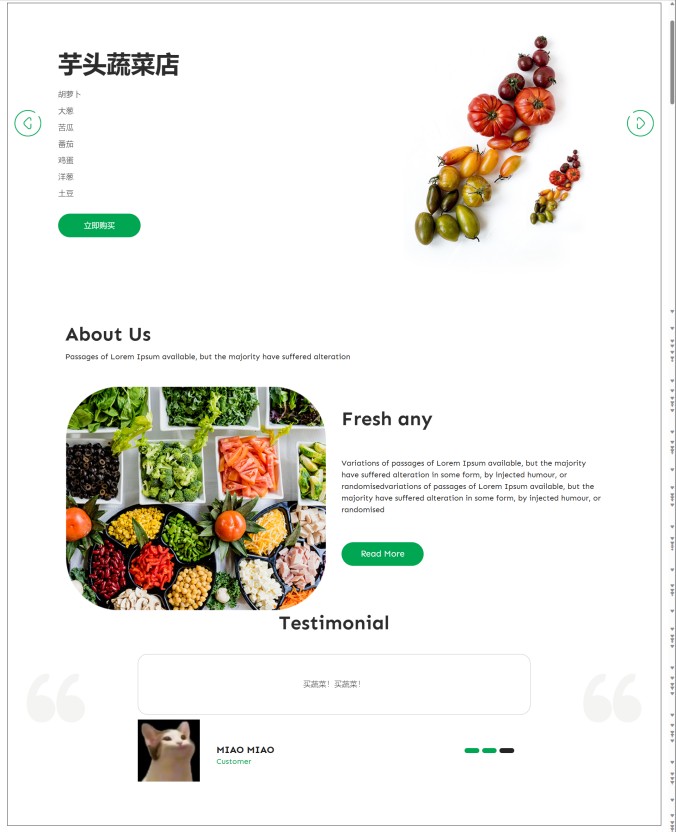 芋头蔬菜店
胡萝卜
大葱
苦瓜
番茄
鸡蛋
洋葱
土豆
立即购买
About Us
Passages of Lorem Ipsum available, but the majority have suffered alteration
Fresh any
Variations of passages of Lorem Ipsum available, but the majority
have suffered alteration in some form, by injected humour, or
randomisedvariations of passages of Lorem Ipsum available, but the
majority have suffered alteration in some form, by injected humour, or
randomised
Read More
Testimonial
买蔬菜！买蔬菜！
MIAO MIAO
Customer